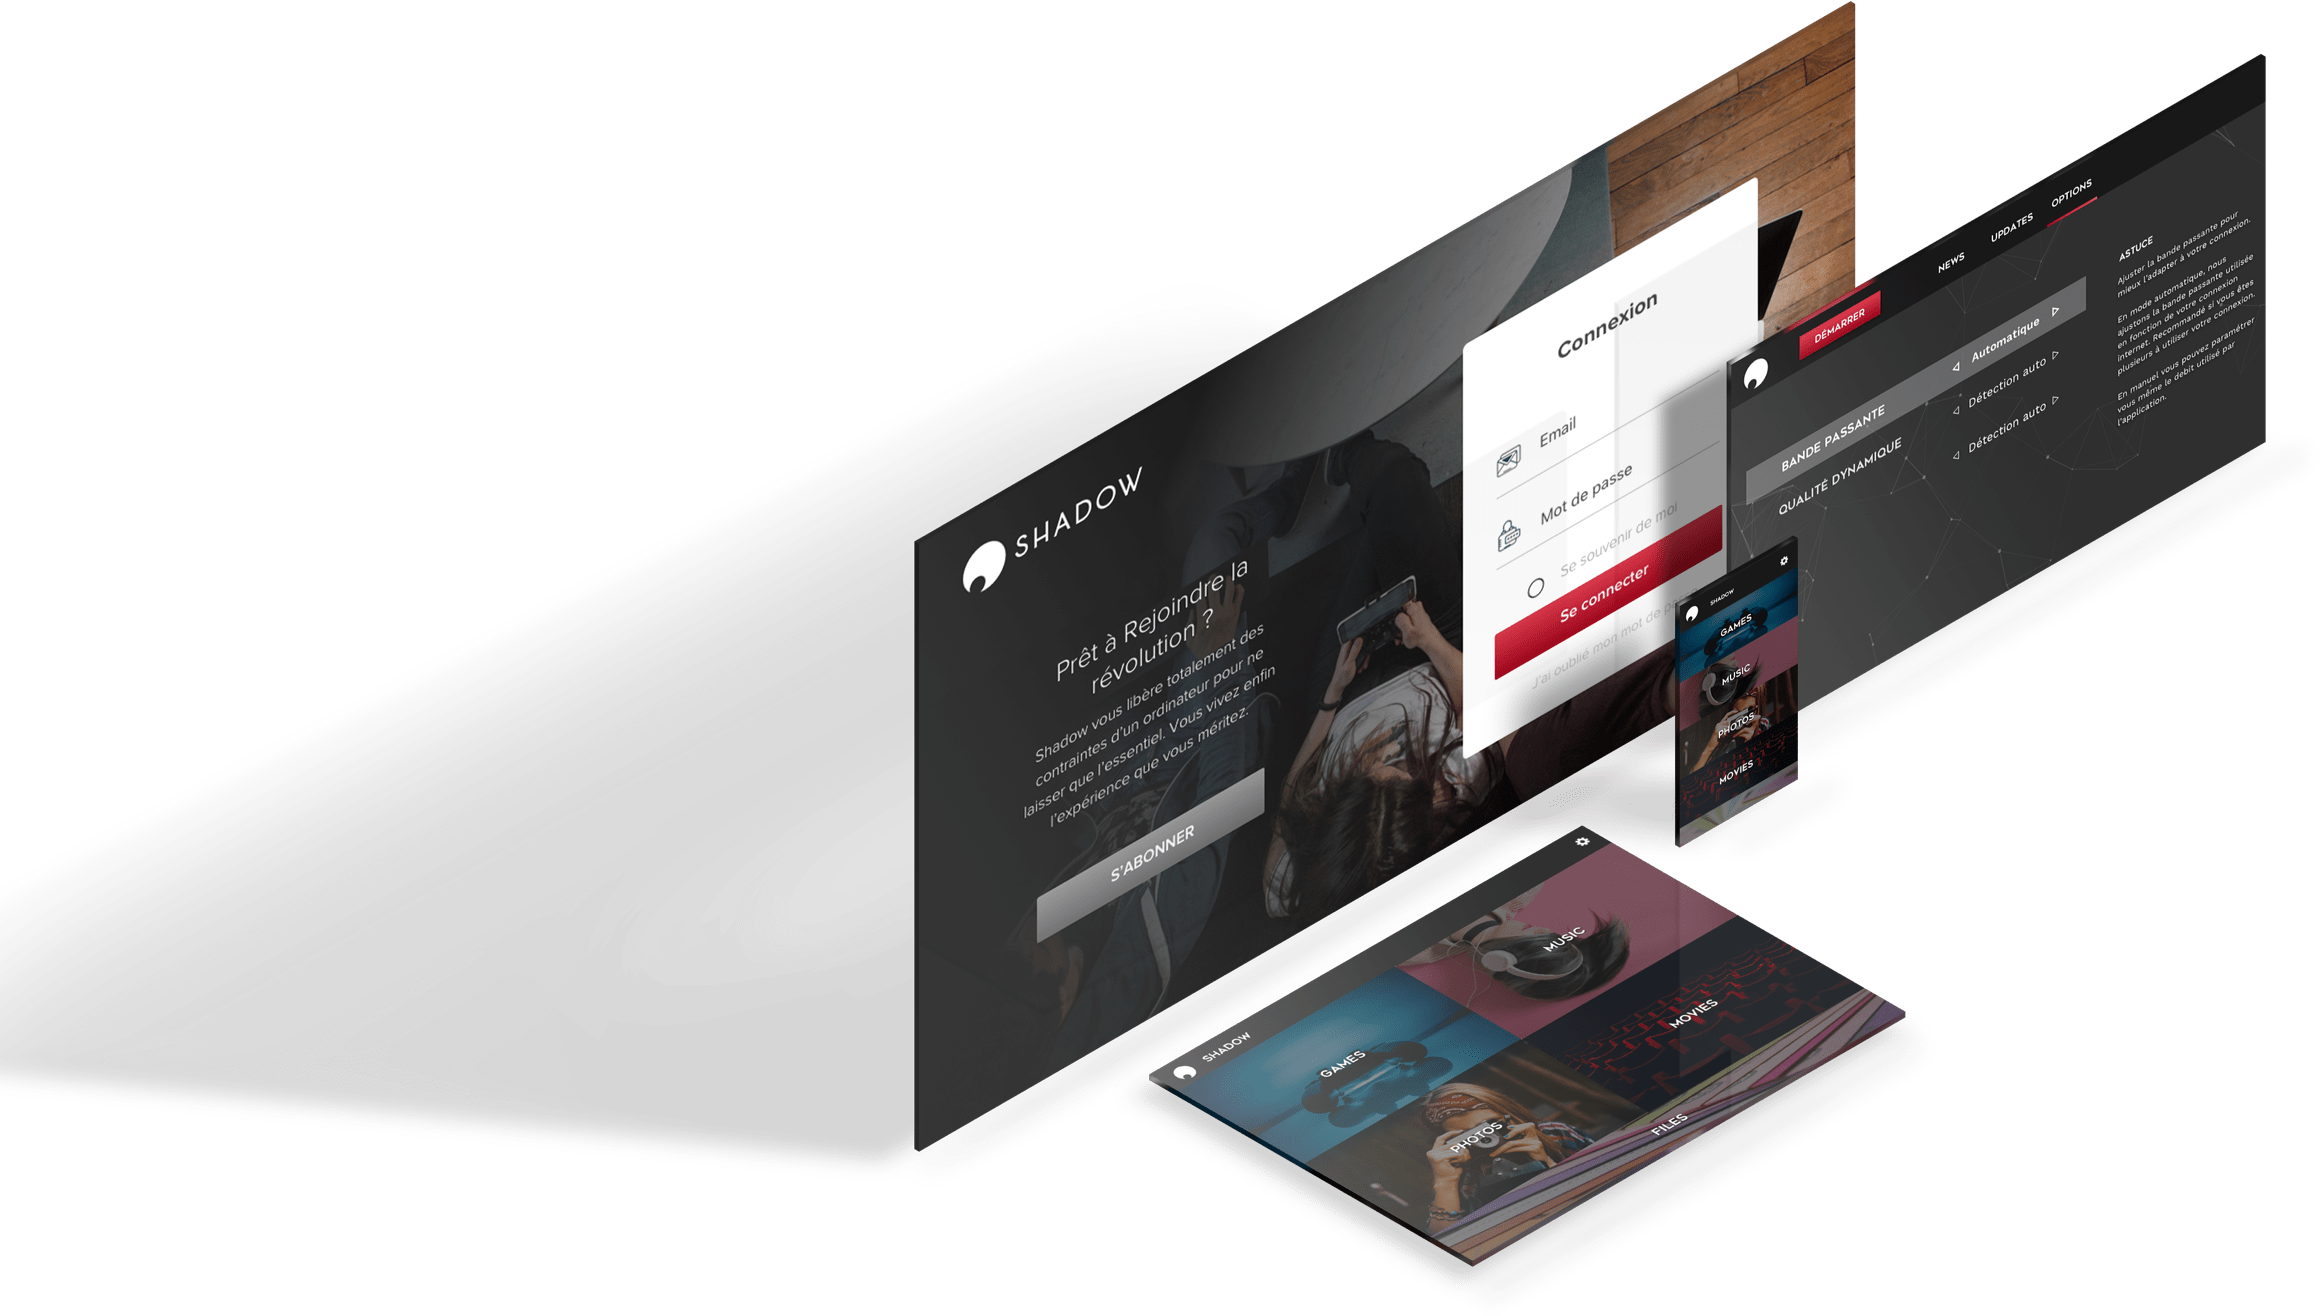 SHADOW
Prêt à Rejoindre la
révolution ?
Shadow vous libère totalement des
contraintes d'un ordinateur pour ne
laisser que l'essentiel. Vous vivez enfin
l'expérience que vous méritez.
S'ABONNER
Connexion
Email
Mot de passe
Se souvenir de moi
Se connecter
J'ai oublié mon mot de
DÉMARRER
NEWS
UPDATES
OPTIONS
BANDE PASSANTE
Automatique
QUALITÉ DYNAMIQUE
Détection auto
Détection auto
ASTUCE
Ajuster la bande passante pour
mieux l'adapter à votre connexion.
En mode automatique, nous
ajustons la bande passante utilisée
en fonction de votre connexion
internet. Recommandé si vous êtes
plusieurs à utiliser votre connexion.
En manuel vous pouvez paramétrer
vous même le debit utilisé par
l'application.
SHADOW
GAMES
MUSIC
PHOTOS
MOVIES
SHADOW
GAMES
MUSIC
PHOTOS
MOVIES
FILES